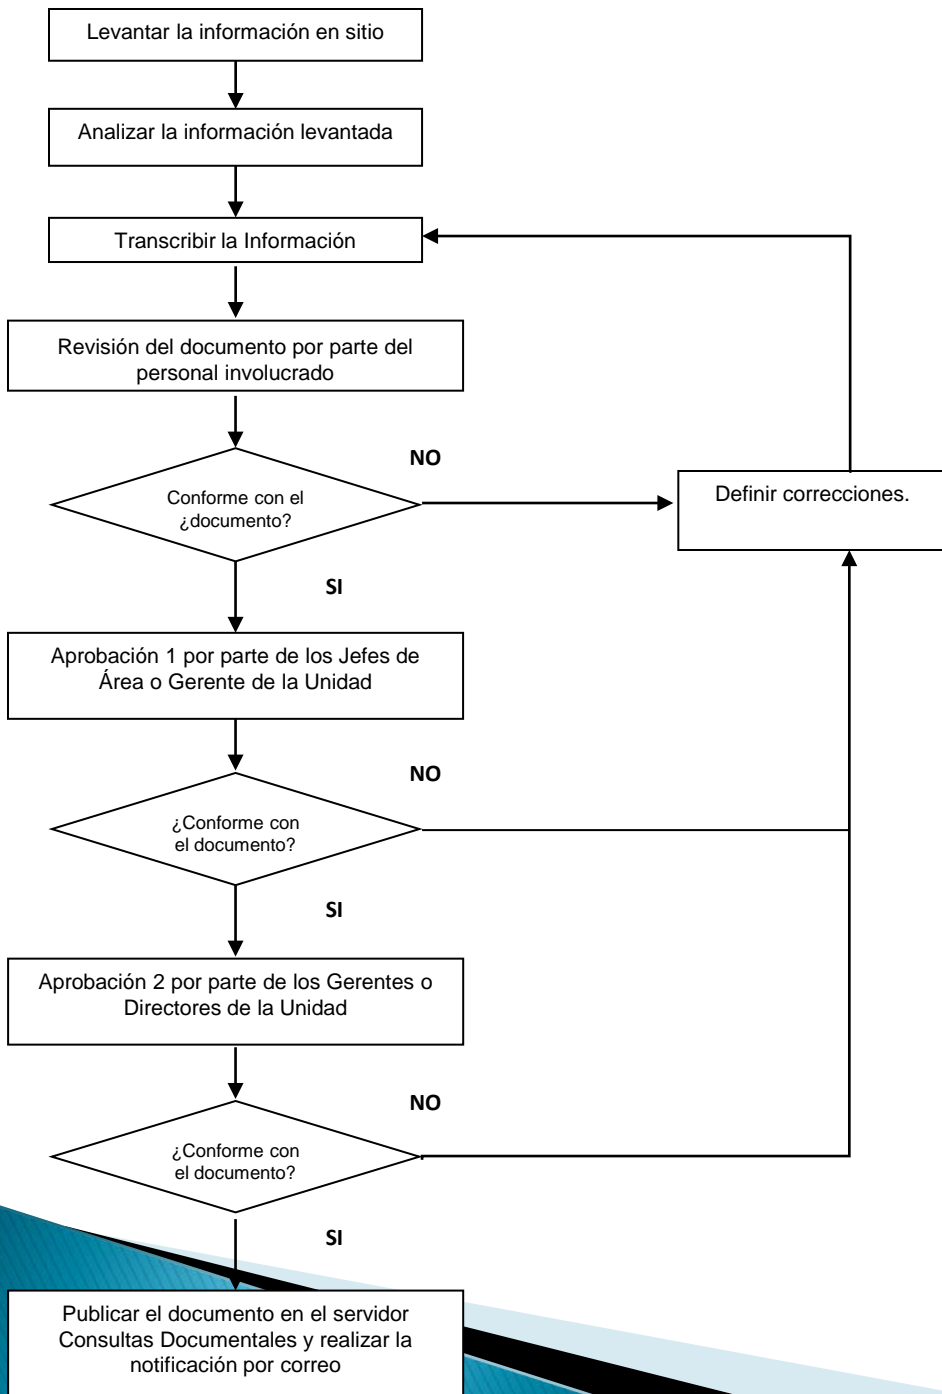 Levantar la información en sitio
Analizar la información levantada
Transcribir la Información
Revisión del documento por parte del
personal involucrado
NO
Conforme con el
¿documento?
Definir correcciones.
SI
Aprobación 1 por parte de los Jefes de
Área o Gerente de la Unidad
NO
¿Conforme con
el documento?
SI
Aprobación 2 por parte de los Gerentes o
Directores de la Unidad
NO
¿Conforme con
el documento?
SI
Publicar el documento en el servidor
Consultas Documentales y realizar la
notificación por correo